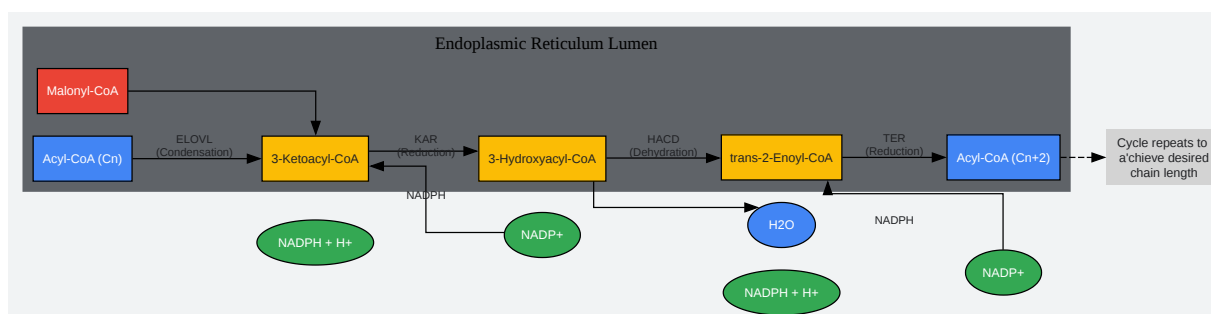 Endoplasmic Reticulum Lumen
Malonyl-CoA
Acyl-CoA (Cn)
ELOVL
(Condensation)
3-Ketoacyl-CoA
KAR
(Reduction)
3-Hydroxyacyl-CoA
HACD
(Dehydration)
trans-2-Enoyl-CoA
TER
(Reduction)
Acyl-CoA (Cn+2)
Cycle repeats to
a'chieve desired
chain length
NADPH
NADPH + H+
NADP+
H2O
NADPH
NADPH + H+
NADP+